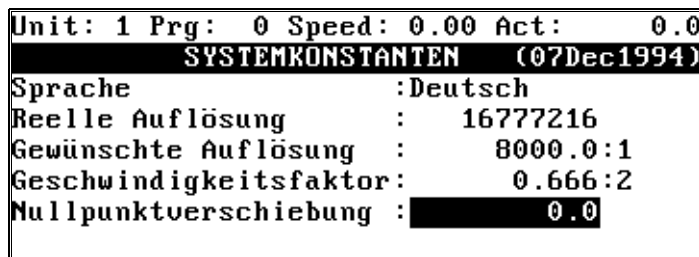 Unit: 1 Prg: 0 Speed: 0.00 Act: 0.0
SYSTEMKONSTANTEN (07Dec1994)
Sprache :Deutsch
Reelle Auflösung : 16777216
Gewünschte Auflösung : 8000.0:1
Geschwindigkeitsfaktor: 0.666:2
Nullpunktverschiebung : 0.0